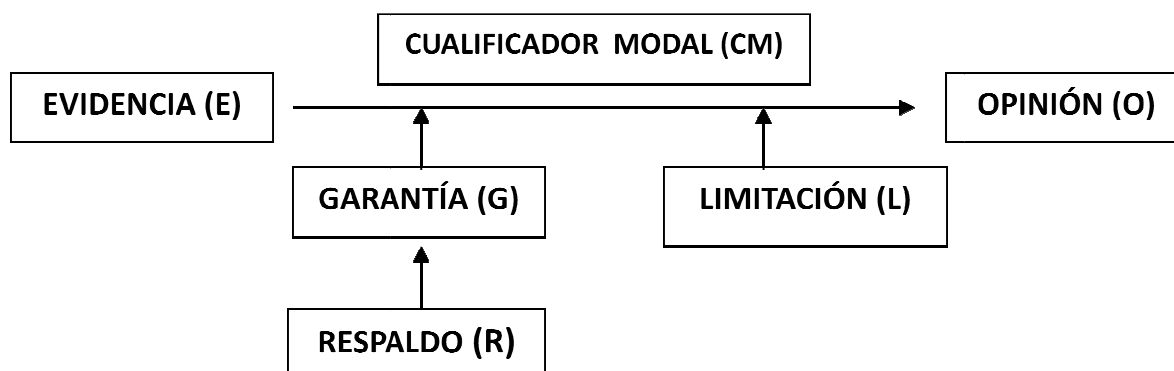 CUALIFICADOR MODAL (CM)
EVIDENCIA (E)
OPINIÓN (O)
GARANTÍA (G)
LIMITACIÓN (L)
RESPALDO (R)